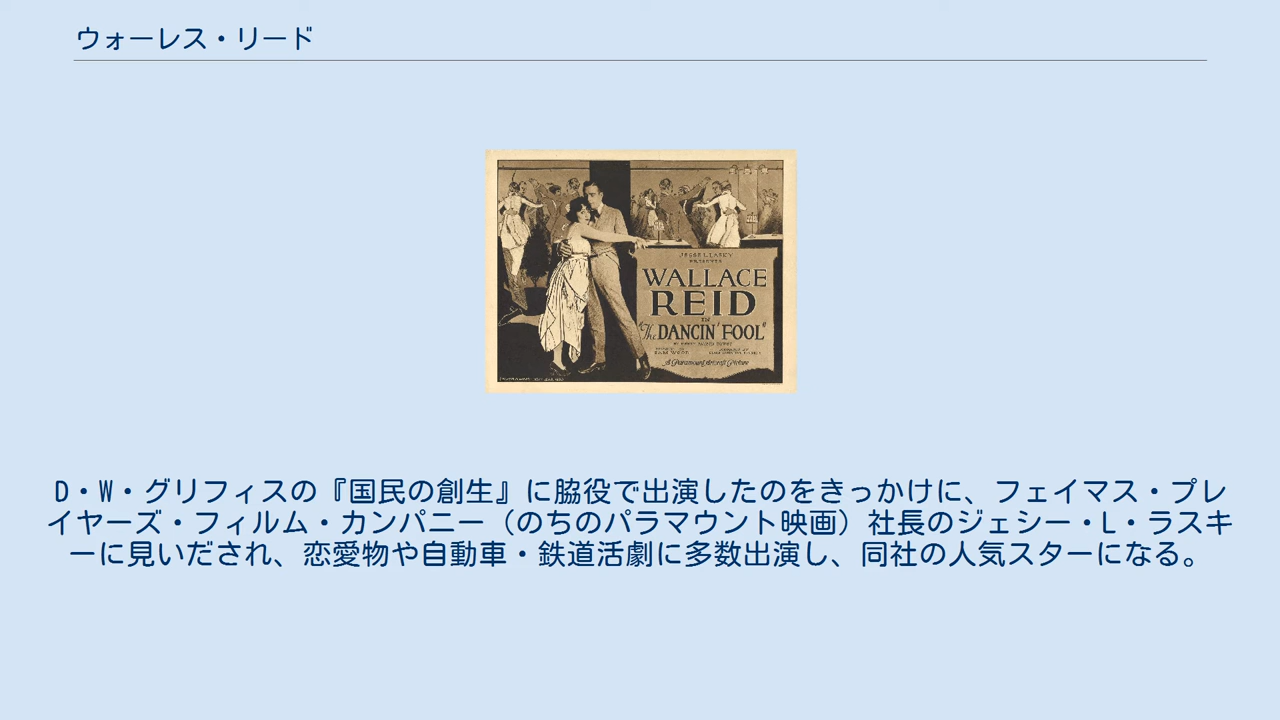 ウォーレス・リード
JESSE L. LASKY
PRESENTS
WALLACE
REID
IN
"The DANCIN' FOOL"
SAM WOOD
A Paramount Artcraft Picture
D・W・グリフィスの『国民の創生』に脇役で出演したのをきっかけに、フェイマス・プレ
イヤーズ・フィルム・カンパニー（のちのパラマウント映画）社長のジェシー・L・ラスキ
ーに見いだされ、恋愛物や自動車・鉄道活劇に多数出演し、同社の人気スターになる。